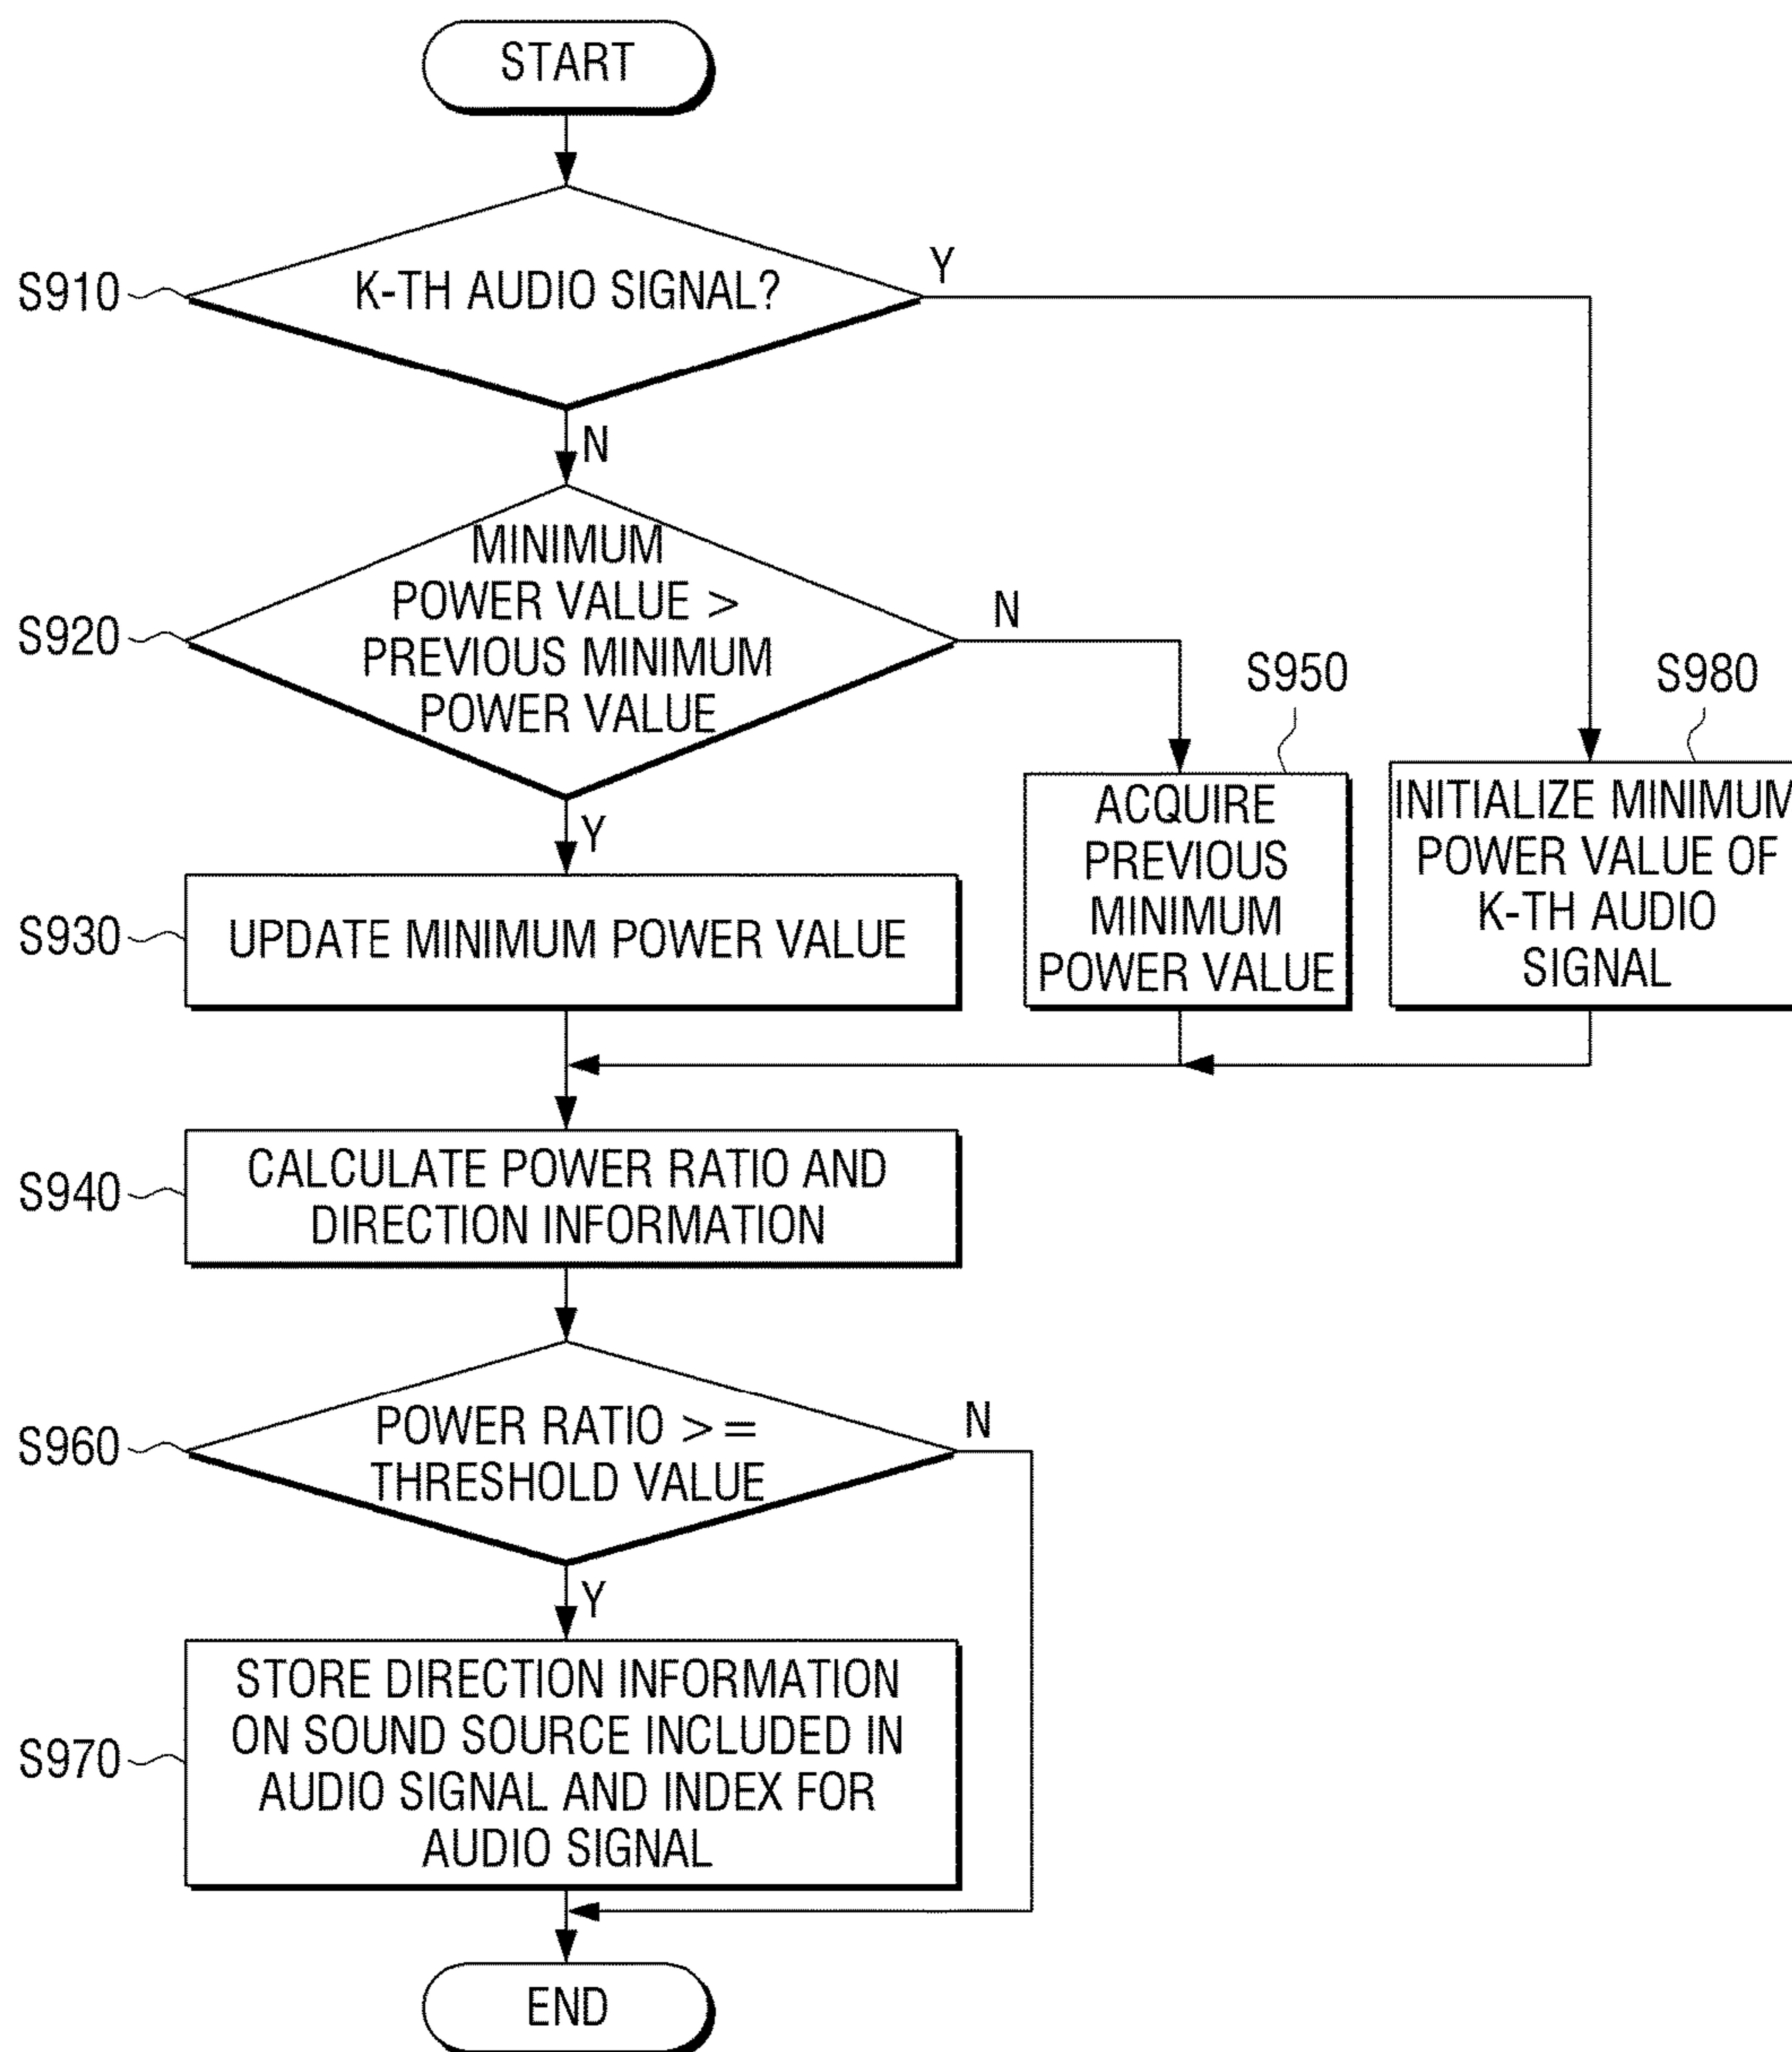 START
S910
K-TH AUDIO SIGNAL?
Y
N
S920
MINIMUM
POWER VALUE >
PREVIOUS MINIMUM
POWER VALUE
N
Y
S950
ACQUIRE
PREVIOUS
MINIMUM
POWER VALUE
S980
INITIALIZE MINIMUM
POWER VALUE OF
K-TH AUDIO
SIGNAL
S930
UPDATE MINIMUM POWER VALUE
S940
CALCULATE POWER RATIO AND
DIRECTION INFORMATION
S960
POWER RATIO >=
THRESHOLD VALUE
N
Y
S970
STORE DIRECTION INFORMATION
ON SOUND SOURCE INCLUDED IN
AUDIO SIGNAL AND INDEX FOR
AUDIO SIGNAL
END